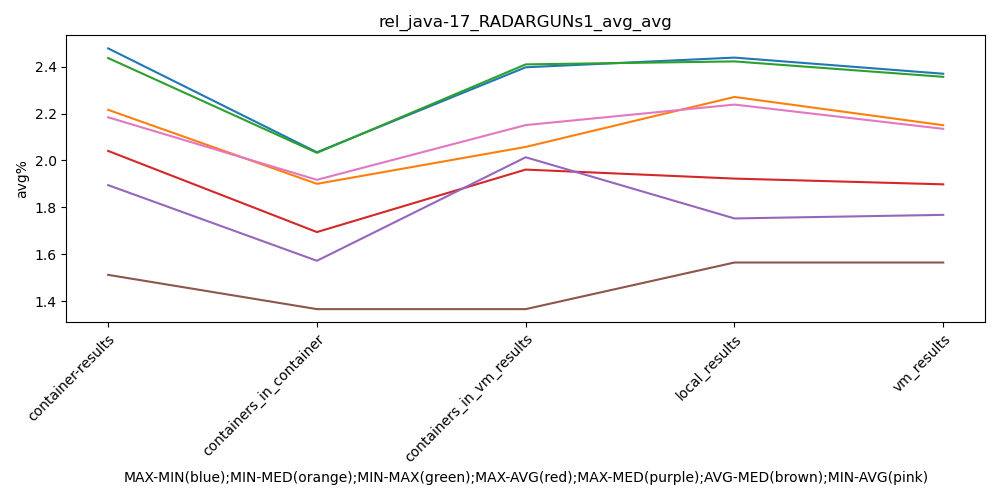 rel_java-17_RADARGUNs1_avg_avg
avg%
2.4
2.2
2.0
1.8
1.6
1.4
container-results
containers_in_container
containers_in_vm_results
local_results
vm_results
MAX-MIN(blue);MIN-MED(orange);MIN-MAX(green);MAX-AVG(red);MAX-MED(purple);AVG-MED(brown);MIN-AVG(pink)